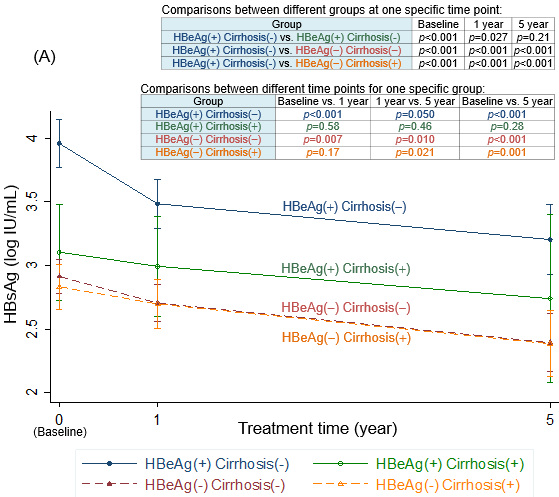 Comparisons between different groups at one specific time point:
Group Baseline 1 year 5 year
HBeAg(+) Cirrhosis(-) vs. HBeAg(+) Cirrhosis(+) p<0.001 p=0.027 p=0.21
HBeAg(+) Cirrhosis(-) vs HBeAg(−) Cirrhosis(−) p<0.001 p<0.001 p<0.001
HBeAg(+) Cirrhosis(-) vs HBeAg(−) Cirrhosis(+) p<0.001 p<0.001 p<0.001
(A)
Comparisons between different time points for one specific group:
Group Baseline vs. 1 year 1 year vs. 5 year Baseline vs. 5 year
HBeAg(+) Cirrhosis(−) p<0.001 p=0.050 p<0.001
HBeAg(+) Cirrhosis(+) p=0.58 p=0.46 p=0.28
HBeAg(−) Cirrhosis(−) p=0.007 p=0.010 p<0.001
HBeAg(−) Cirrhosis(+) p=0.17 p=0.021 p=0.001
HBsAg (log IU/mL)
4
3.5
3
2.5
2
HBeAg(+) Cirrhosis(−)
HBeAg(+) Cirrhosis(+)
HBeAg(−) Cirrhosis(−)
HBeAg(−) Cirrhosis(+)
0 1 5
(Baseline)
Treatment time (year)
HBeAg(+) Cirrhosis(-) HBeAg(+) Cirrhosis(+)
HBeAg(-) Cirrhosis(-) HBeAg(-) Cirrhosis(+)